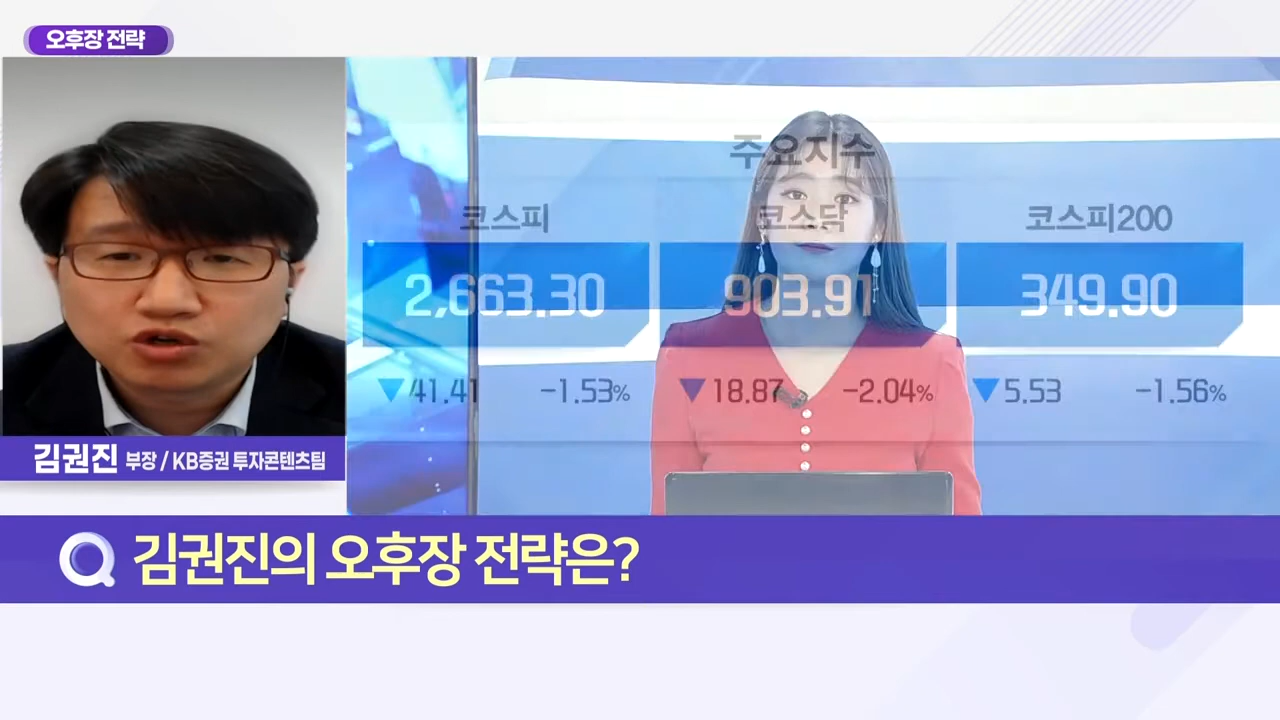 오후장 전략
주요지수
코스피
코스닥
코스피200
2,663.30
903.91
349.90
▼41.41 -1.53%
▼18.87 -2.04%
▼5.53 -1.56%
김권진 부장 / KB증권 투자콘텐츠팀
Q 김권진의 오후장 전략은?